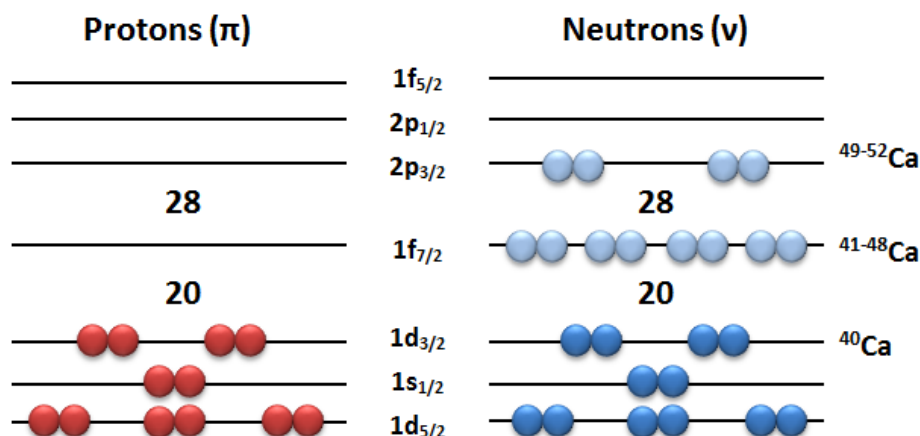 Protons (π) Neutrons (ν)
1f5/2
2p1/2
2p3/2 49-52Ca
28 28
1f7/2 41-48Ca
20 20
1d3/2 40Ca
1s1/2
1d5/2